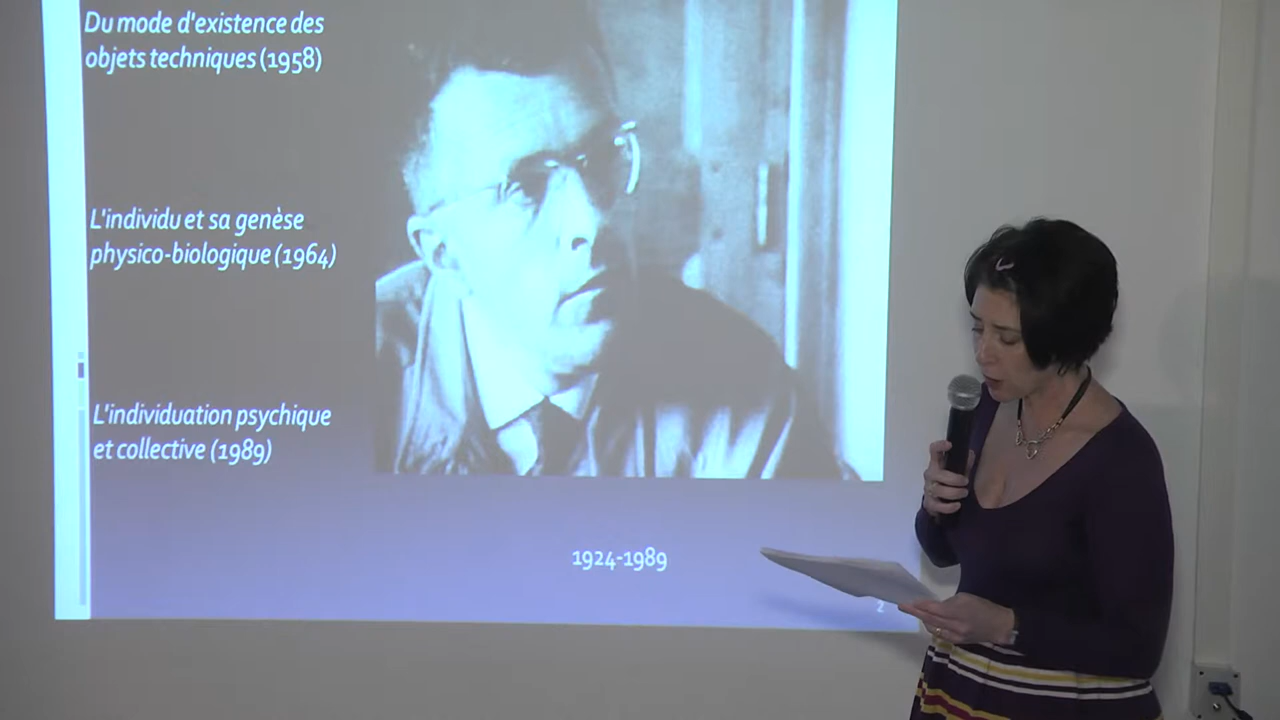 Du mode d'existence des
objets techniques (1958)
L'individu et sa genèse
physico-biologique (1964)
L'individuation psychique
et collective (1989)
1924-1989
2